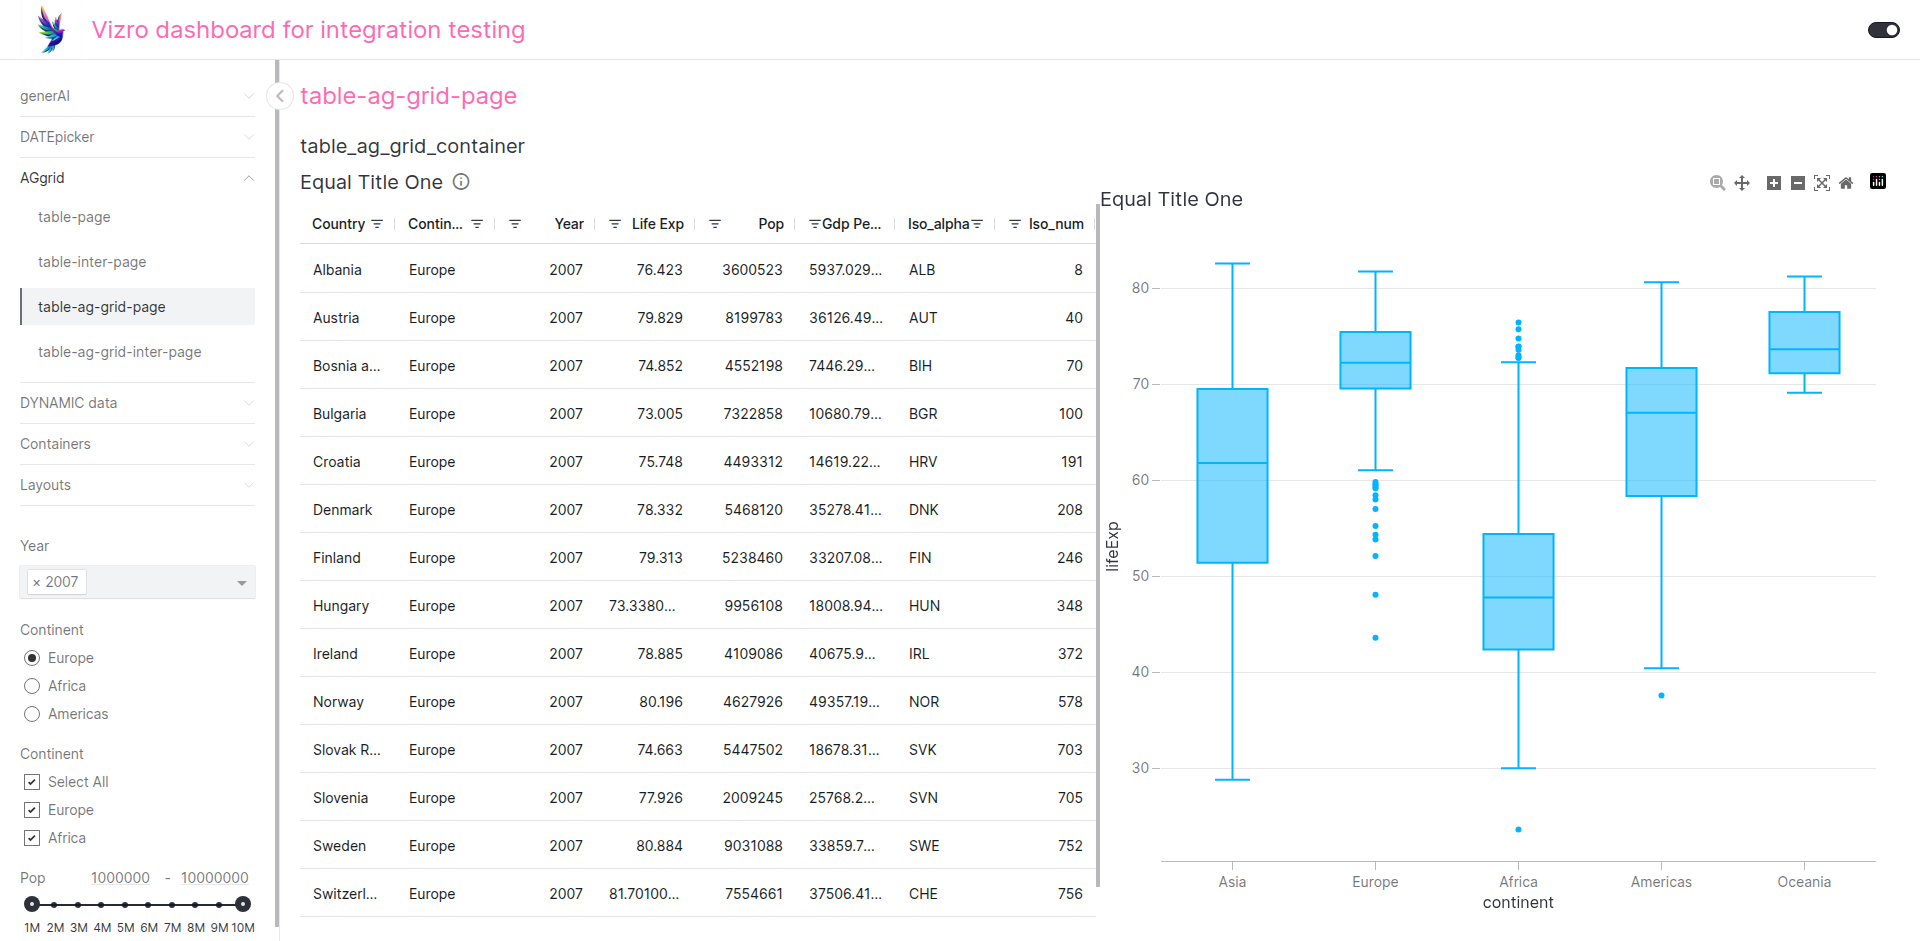 Vizro dashboard for integration testing
generAI
DATEpicker
AGgrid
table-page
table-inter-page
table-ag-grid-page
table-ag-grid-inter-page
DYNAMIC data
Containers
Layouts
Year
× 2007
Continent
Europe
Africa
Americas
Continent
Select All
Europe
Africa
Pop 1000000 - 10000000
1M 2M 3M 4M 5M 6M 7M 8M 9M 10M
table-ag-grid-page
table_ag_grid_container
Equal Title One
Country Contin... Year Life Exp Pop Gdp Pe... Iso_alpha Iso_num
Albania Europe 2007 76.423 3600523 5937.029... ALB 8
Austria Europe 2007 79.829 8199783 36126.49... AUT 40
Bosnia a... Europe 2007 74.852 4552198 7446.29... BIH 70
Bulgaria Europe 2007 73.005 7322858 10680.79... BGR 100
Croatia Europe 2007 75.748 4493312 14619.22... HRV 191
Denmark Europe 2007 78.332 5468120 35278.41... DNK 208
Finland Europe 2007 79.313 5238460 33207.08... FIN 246
Hungary Europe 2007 73.3380... 9956108 18008.94... HUN 348
Ireland Europe 2007 78.885 4109086 40675.9... IRL 372
Norway Europe 2007 80.196 4627926 49357.19... NOR 578
Slovak R... Europe 2007 74.663 5447502 18678.31... SVK 703
Slovenia Europe 2007 77.926 2009245 25768.2... SVN 705
Sweden Europe 2007 80.884 9031088 33859.7... SWE 752
Switzerl... Europe 2007 81.70100... 7554661 37506.41... CHE 756
Equal Title One
80
70
60
50
40
30
lifeExp
Asia Europe Africa Americas Oceania
continent